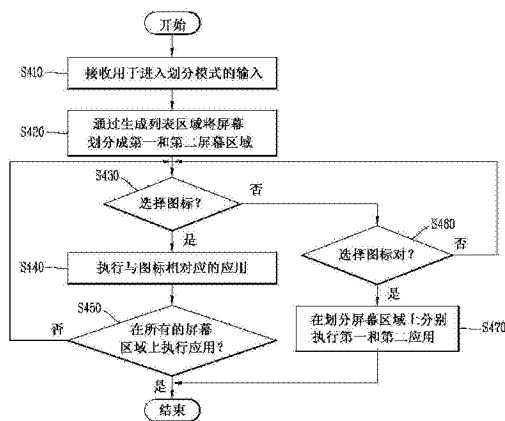 开始
S410
接收用于进入划分模式的输入
S420
通过生成列表区域将屏幕
划分成第一和第二屏幕区域
S430
选择图标？
否
是
S460
选择图标对？
否
是
S440
执行与图标相对应的应用
S450
在所有的屏幕
区域上执行应用？
否
是
在划分屏幕区域上分别
执行第一和第二应用
S470
结束